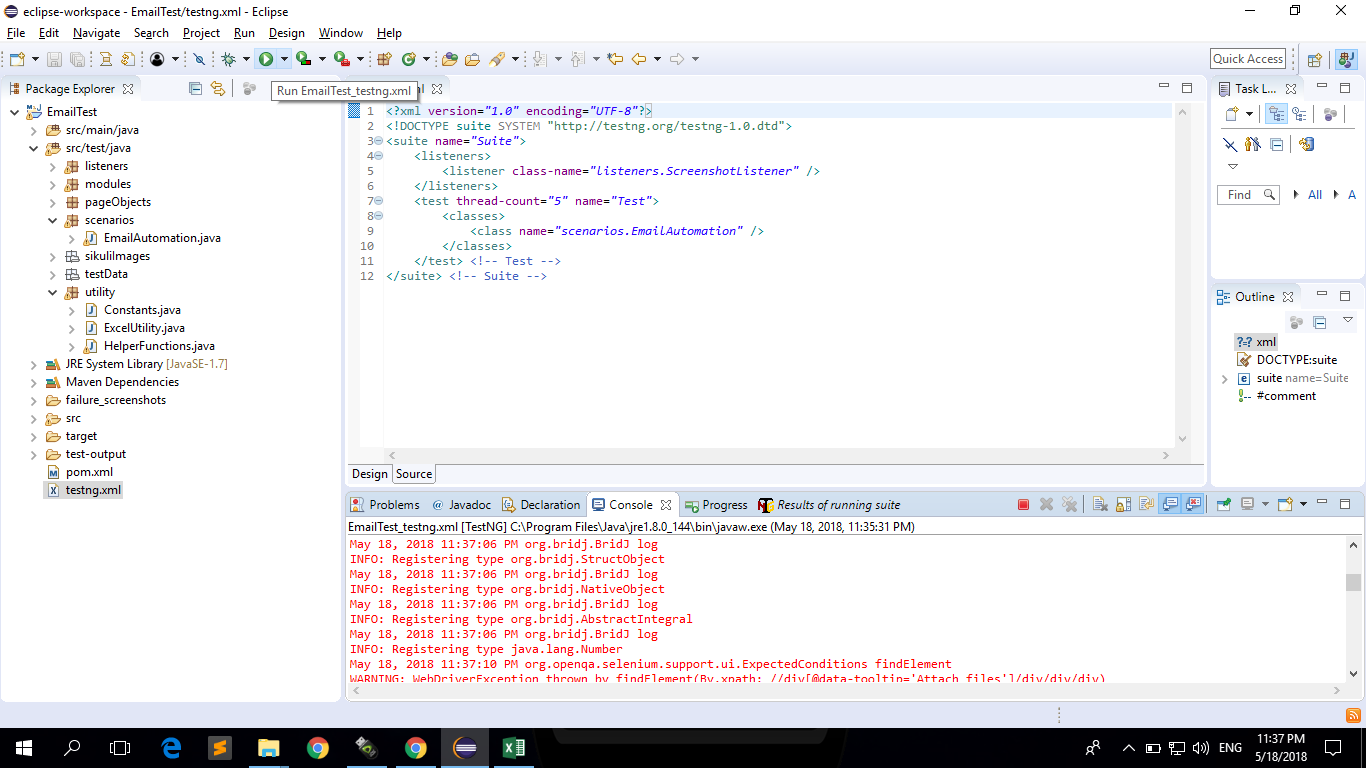 eclipse-workspace - EmailTest/testng.xml - Eclipse
File Edit Navigate Search Project Run Design Window Help
Quick Access
Package Explorer
Run EmailTest_testng.xml
Task L...
EmailTest
src/main/java
src/test/java
listeners
modules
pageObjects
scenarios
EmailAutomation.java
sikuliImages
testData
utility
Constants.java
ExcelUtility.java
HelperFunctions.java
JRE System Library [JavaSE-1.7]
Maven Dependencies
failure_screenshots
src
target
test-output
pom.xml
testng.xml
1 <?xml version="1.0" encoding="UTF-8"?>
2 <!DOCTYPE suite SYSTEM "http://testng.org/testng-1.0.dtd">
3 <suite name="Suite">
4 <listeners>
5 <listener class-name="listeners.ScreenshotListener" />
6 </listeners>
7 <test thread-count="5" name="Test">
8 <classes>
9 <class name="scenarios.EmailAutomation" />
10 </classes>
11 </test> <!-- Test -->
12 </suite> <!-- Suite -->
Design Source
Find All A
Outline
?=? xml
DOCTYPE:suite
e suite name=Suite
#comment
Problems @ Javadoc Declaration Console Progress Results of running suite
EmailTest_testng.xml [TestNG] C:\Program Files\Java\jre1.8.0_144\bin\javaw.exe (May 18, 2018, 11:35:31 PM)
May 18, 2018 11:37:06 PM org.bridj.BridJ log
INFO: Registering type org.bridj.StructObject
May 18, 2018 11:37:06 PM org.bridj.BridJ log
INFO: Registering type org.bridj.NativeObject
May 18, 2018 11:37:06 PM org.bridj.BridJ log
INFO: Registering type org.bridj.AbstractIntegral
May 18, 2018 11:37:06 PM org.bridj.BridJ log
INFO: Registering type java.lang.Number
May 18, 2018 11:37:10 PM org.openqa.selenium.support.ui.ExpectedConditions findElement
WARNING: WebDriverException thrown by findElement(By.xpath: //div[@data-tooltip='Attach files']/div/div/div)
ENG
11:37 PM
5/18/2018